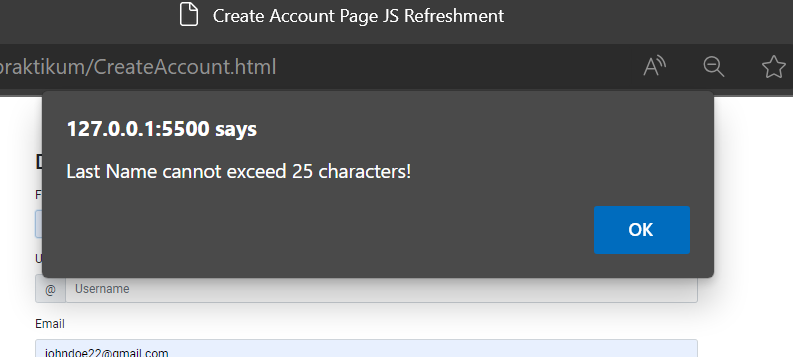 Create Account Page JS Refreshment
praktikum/CreateAccount.html
127.0.0.1:5500 says
Last Name cannot exceed 25 characters!
OK
@ Username
Email
johndoe22@gmail.com